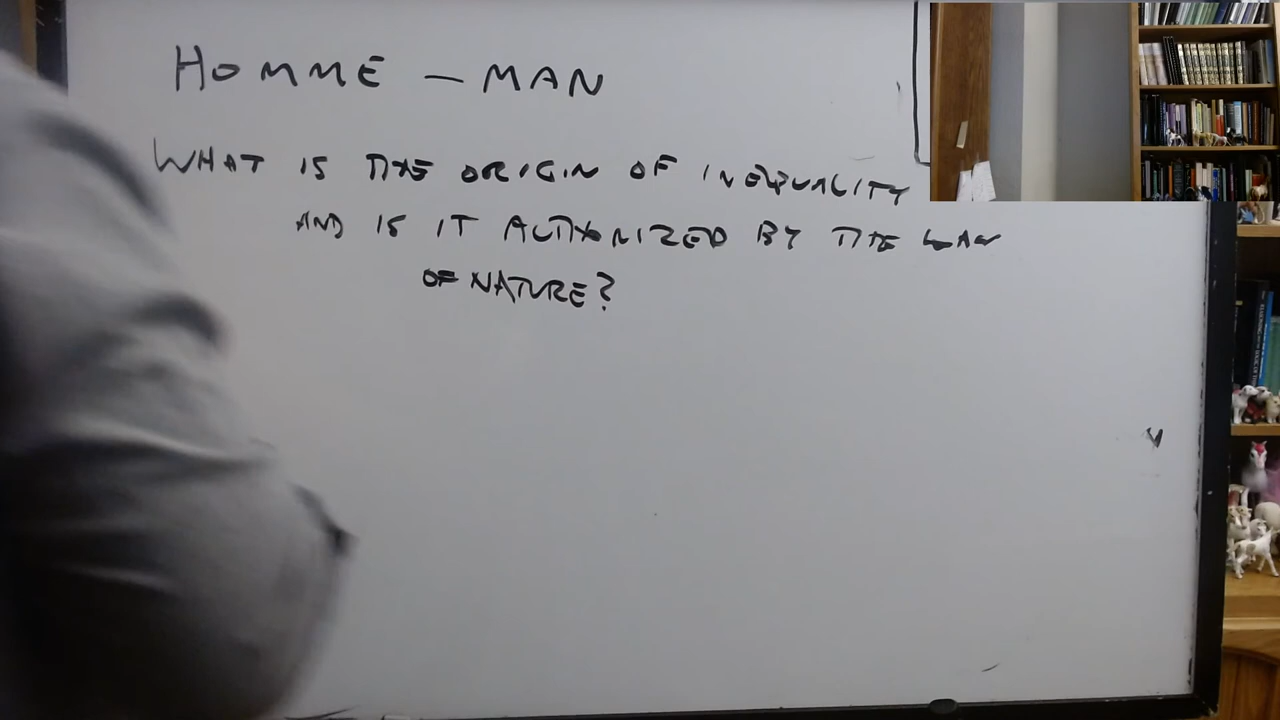 HOMME — MAN
WHAT IS THE ORIGIN OF INEQUALITY
AND IS IT AUTHORIZED BY THE LAW
OF NATURE?